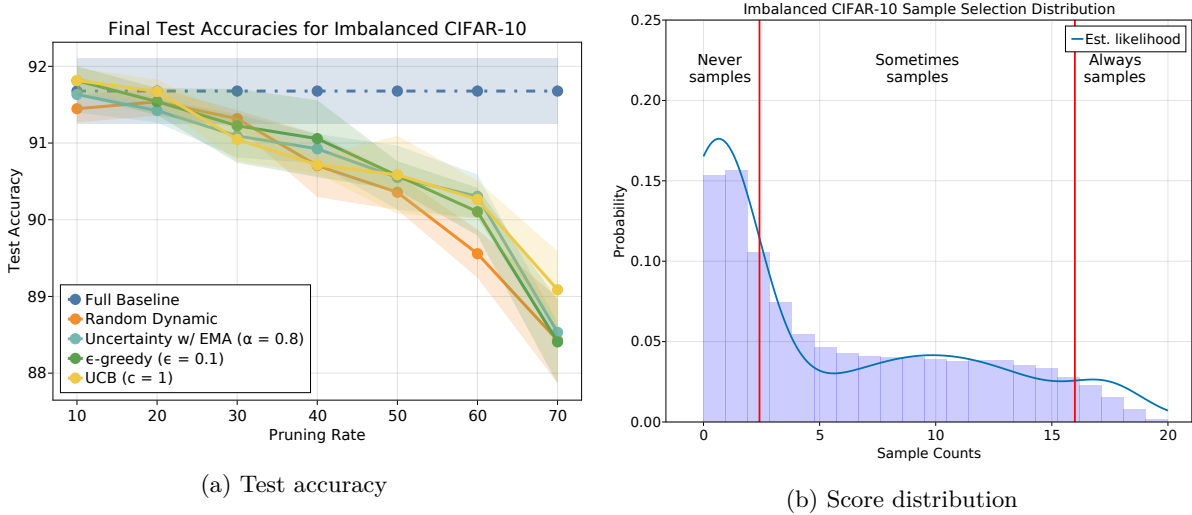 Final Test Accuracies for Imbalanced CIFAR-10
Test Accuracy
92
91
90
89
88
Full Baseline
Random Dynamic
Uncertainty w/ EMA (α = 0.8)
ϵ-greedy (ϵ = 0.1)
UCB (c = 1)
10 20 30 40 50 60 70
Pruning Rate
(a) Test accuracy
Imbalanced CIFAR-10 Sample Selection Distribution
Probability
0.25
0.20
0.15
0.10
0.05
0.00
Est. likelihood
Never
samples
Sometimes
samples
Always
samples
0 5 10 15 20
Sample Counts
(b) Score distribution